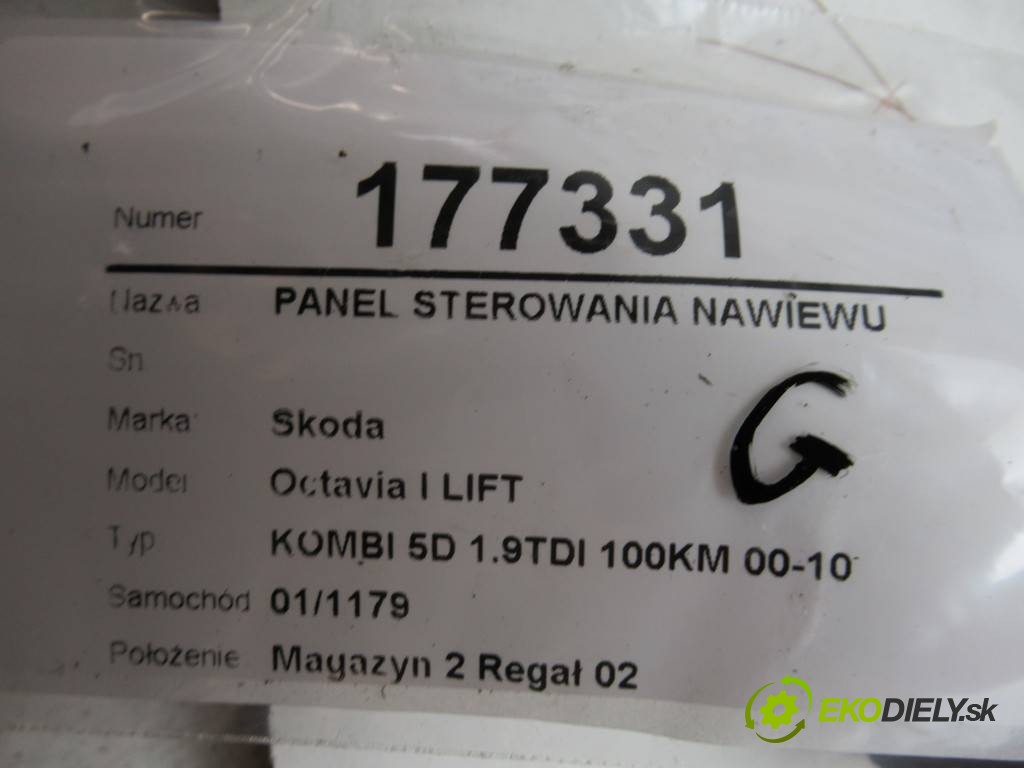 Numer 177331
Nazwa PANEL STEROWANIA NAWIEWU
Sn
Marka Skoda
Model Octavia I LIFT
Typ KOMBI 5D 1.9TDI 100KM 00-10
Samochód 01/1179
Położenie Magazyn 2 Regał 02
G
EKODIELY.sk